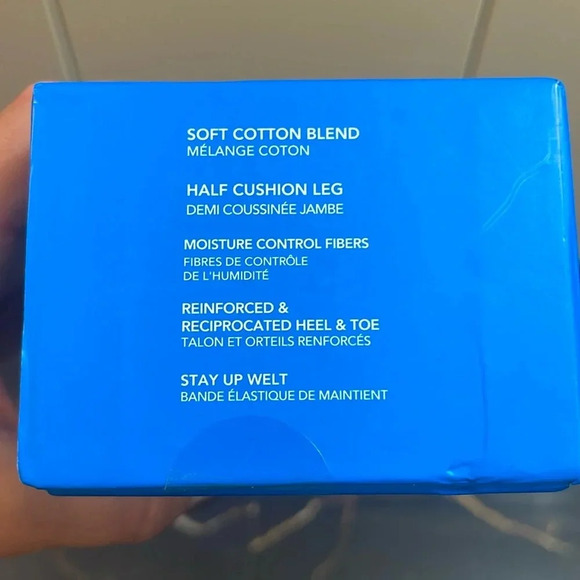 SOFT COTTON BLEND
MÉLANGE COTON
HALF CUSHION LEG
DEMI COUSSINÉE JAMBE
MOISTURE CONTROL FIBERS
FIBRES DE CONTRÔLE
DE L'HUMIDITÉ
REINFORCED &
RECIPROCATED HEEL & TOE
TALON ET ORTEILS RENFORCÉS
STAY UP WELT
BANDE ÉLASTIQUE DE MAINTIENT